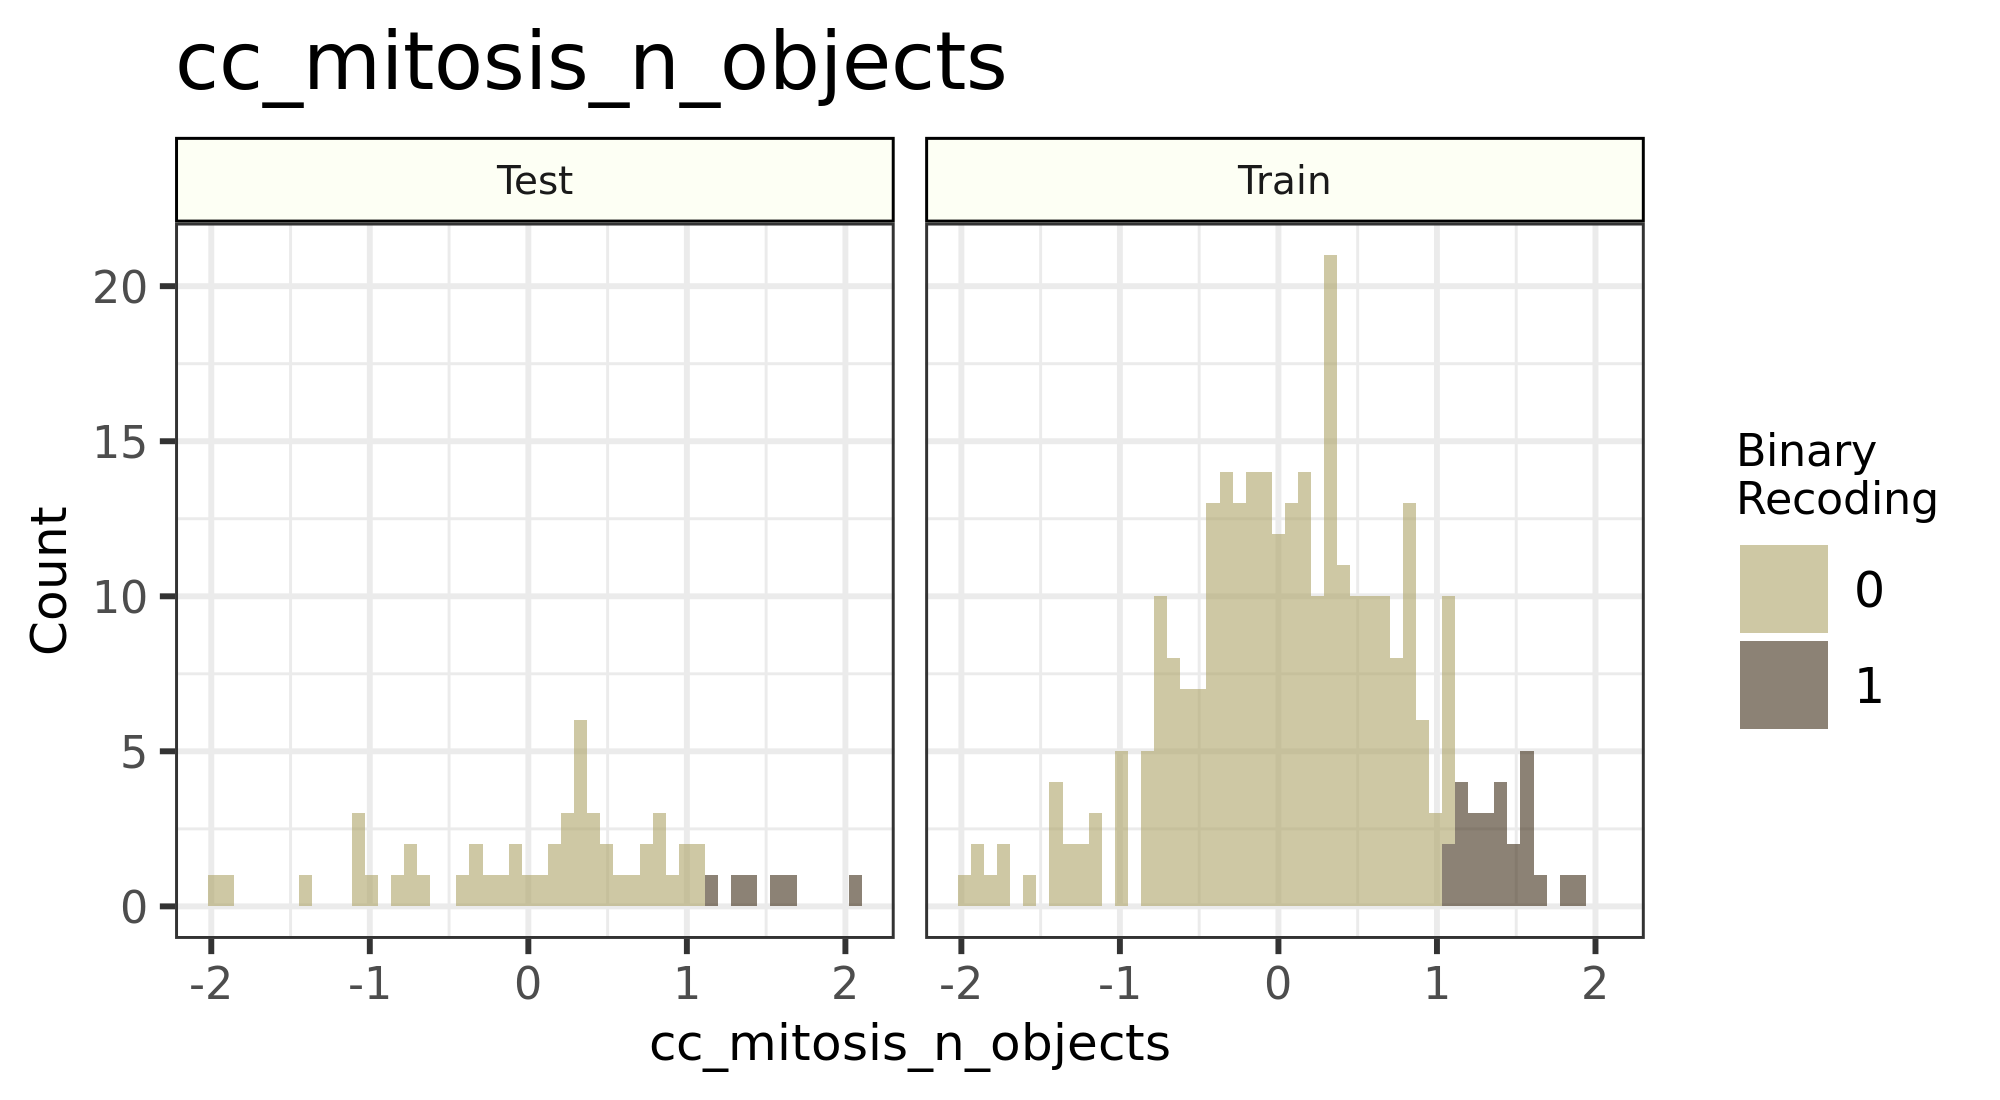 cc_mitosis_n_objects
Test
Train
20
15
10
5
0
Count
-2
-1
0
1
2
-2
-1
0
1
2
cc_mitosis_n_objects
Binary
Recoding
0
1